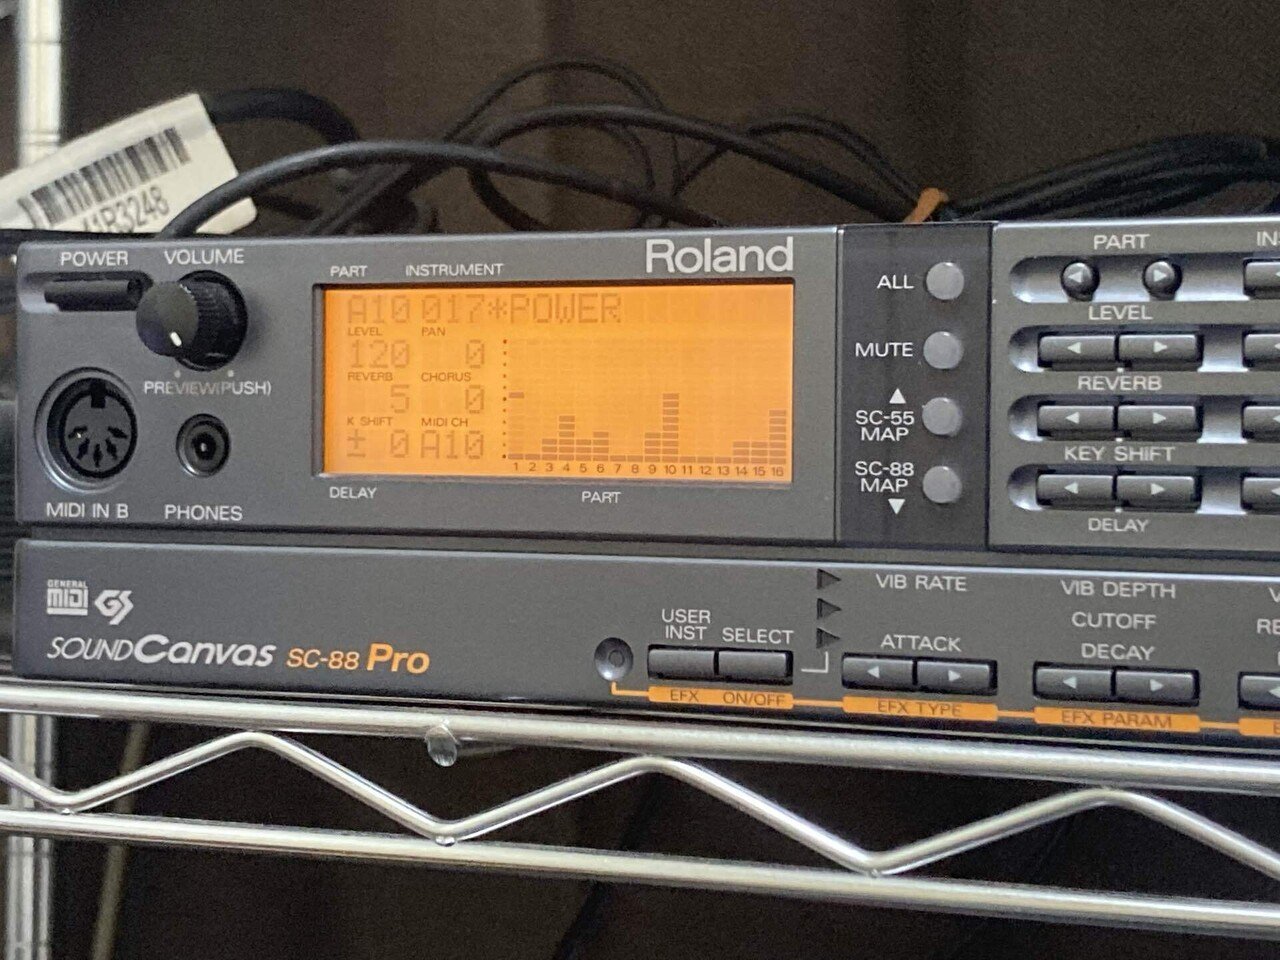 1B3248
POWER VOLUME
PREVIEW(PUSH)
MIDI IN B PHONES
PART INSTRUMENT
Roland
A10 017*POWER
LEVEL PAN
120 0
REVERB CHORUS
5 0
K SHIFT MIDI CH
± 0 A10
1 2 3 4 5 6 7 8 9 10 11 12 13 14 15 16
DELAY PART
ALL
MUTE
SC-55
MAP
SC-88
MAP
PART
LEVEL
REVERB
KEY SHIFT
DELAY
GENERAL
MIDI GS
SOUND Canvas SC-88 Pro
USER
INST SELECT
EFX ON/OFF
VIB RATE
ATTACK
EFX TYPE
VIB DEPTH
CUTOFF
DECAY
EFX PARAM